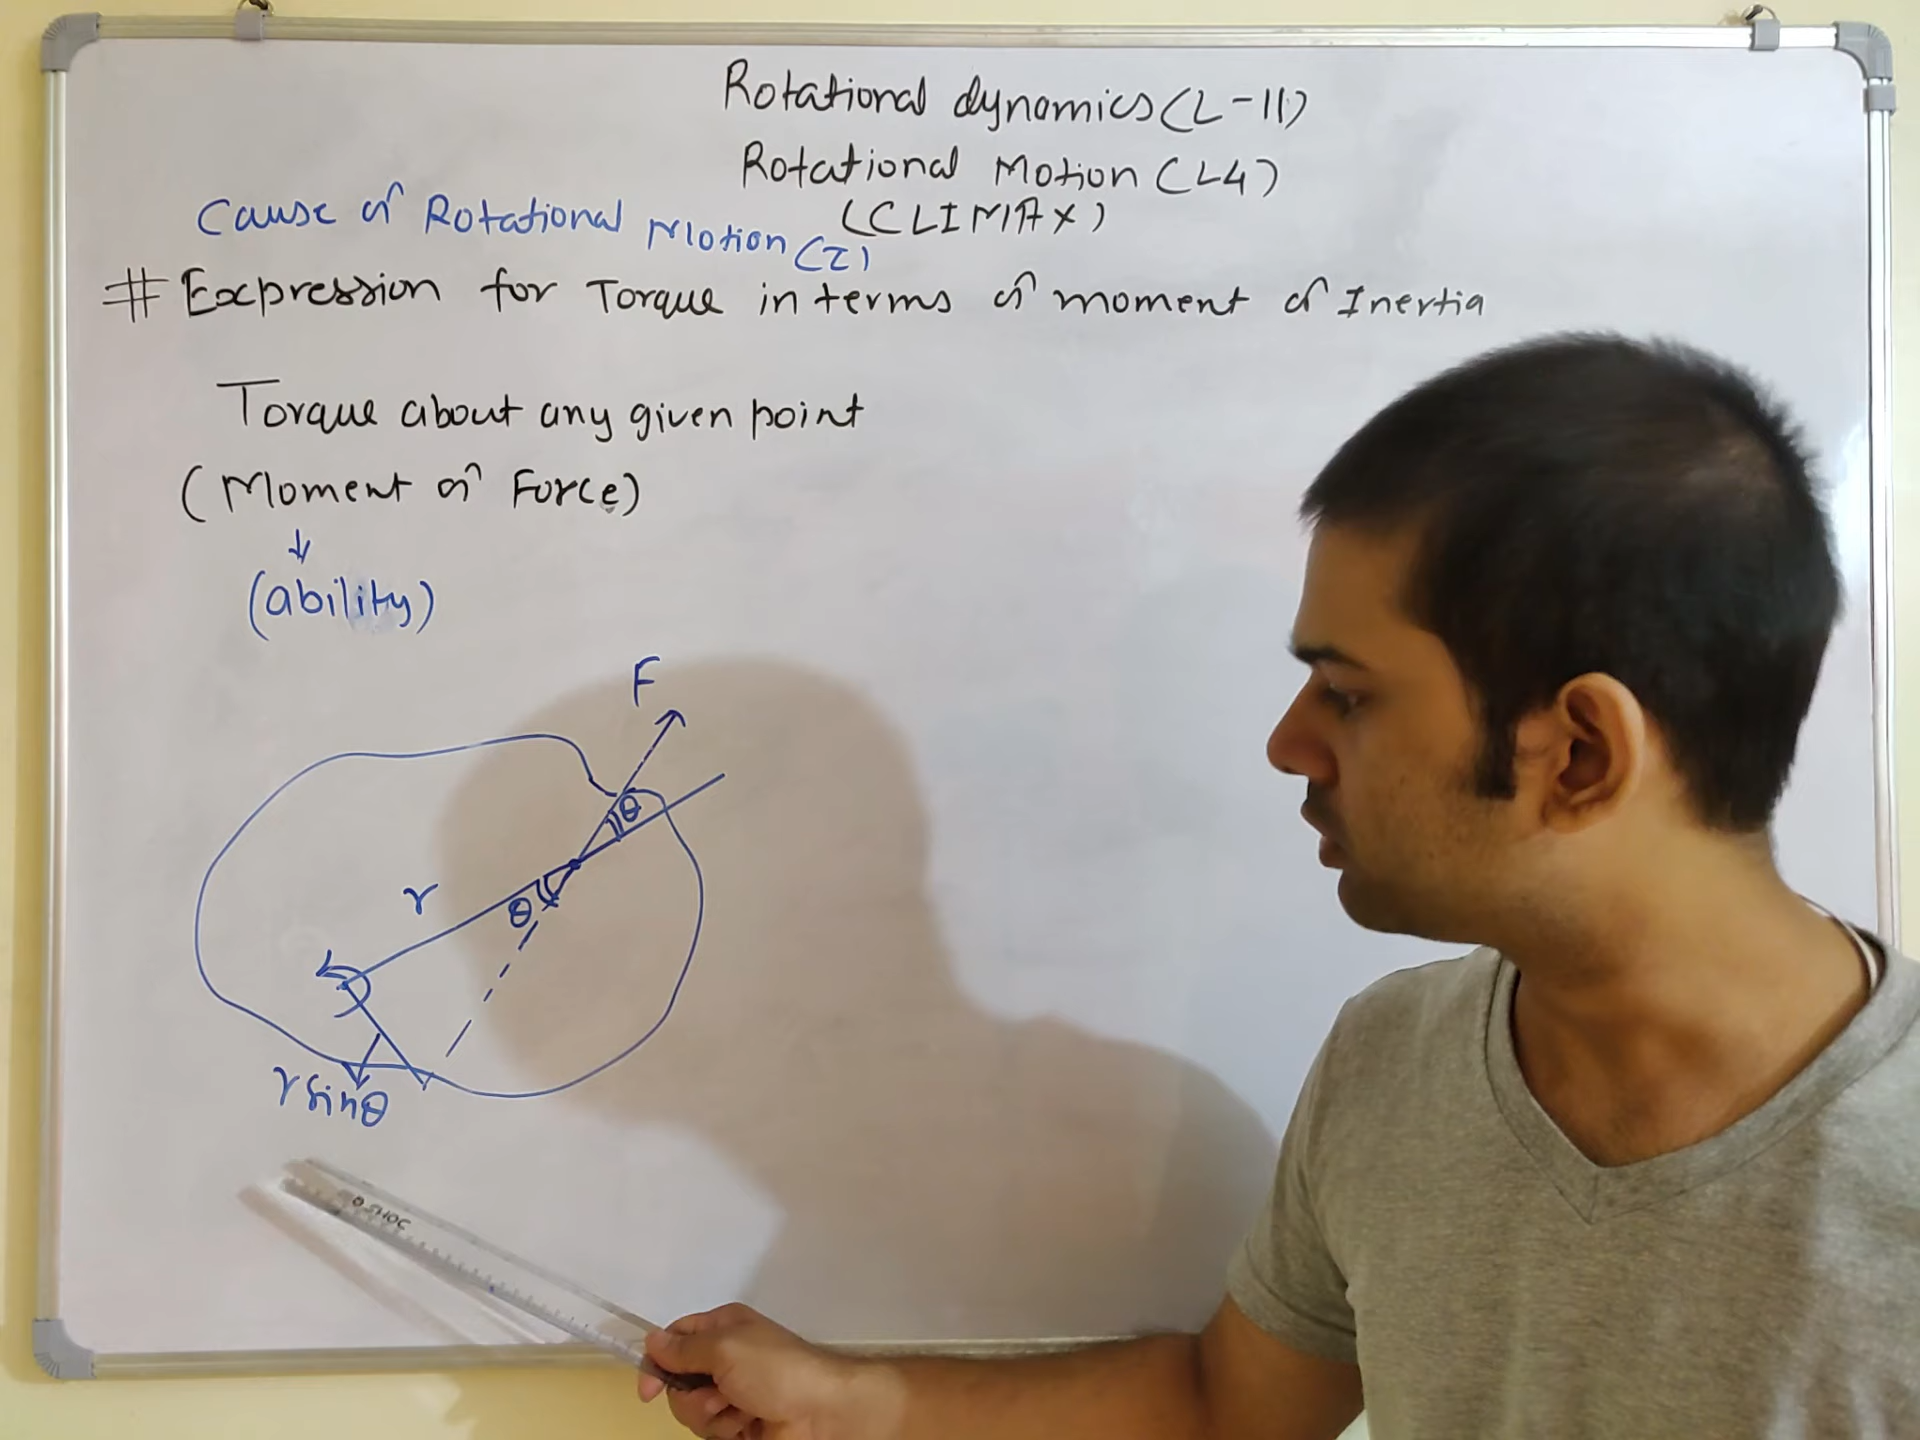 Rotational dynamics (L-11)
Rotational Motion (L4)
(CLIMAX)
Cause of Rotational Motion (τ)
# Expression for Torque in terms of moment of Inertia
Torque about any given point
(Moment of Force)
↓
(ability)
F
θ
r
θ
r sinθ